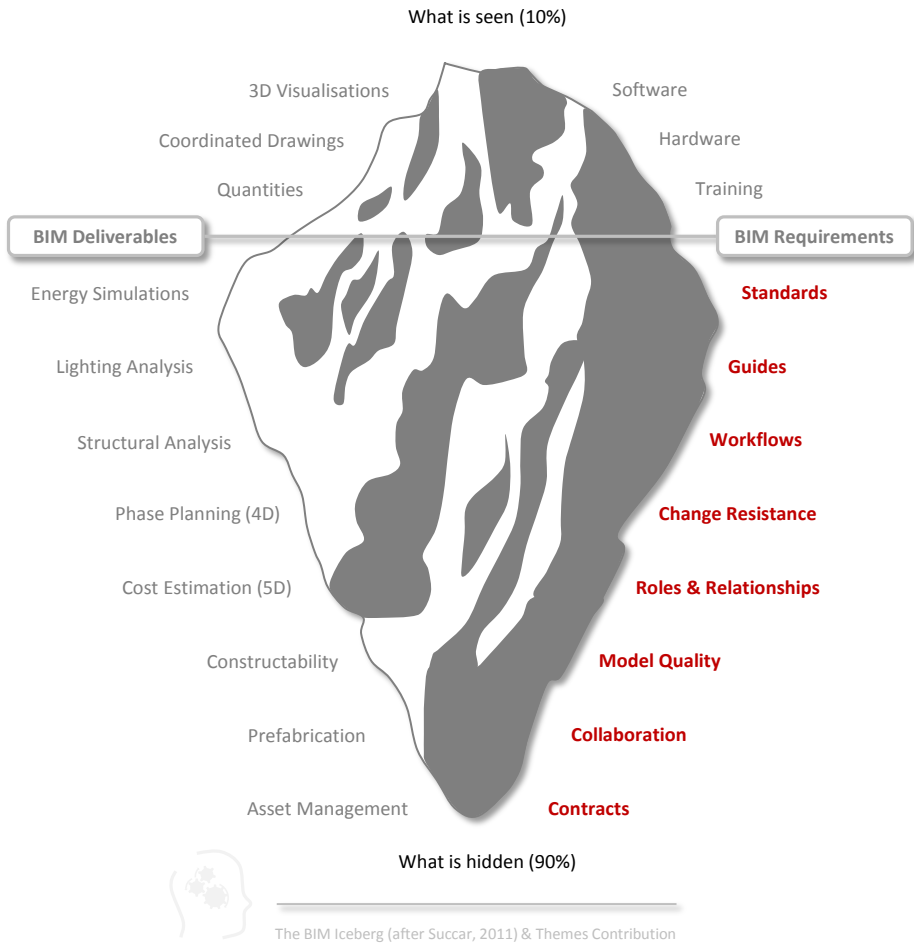 What is seen (10%)
3D Visualisations
Software
Coordinated Drawings
Hardware
Quantities
Training
BIM Deliverables
BIM Requirements
Energy Simulations
Standards
Lighting Analysis
Guides
Structural Analysis
Workflows
Phase Planning (4D)
Change Resistance
Cost Estimation (5D)
Roles & Relationships
Constructability
Model Quality
Prefabrication
Collaboration
Asset Management
Contracts
What is hidden (90%)
The BIM Iceberg (after Succar, 2011) & Themes Contribution